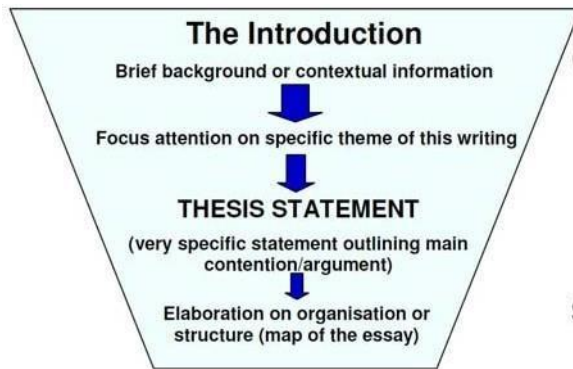 The Introduction
Brief background or contextual information
Focus attention on specific theme of this writing
THESIS STATEMENT
(very specific statement outlining main
contention/argument)
Elaboration on organisation or
structure (map of the essay)